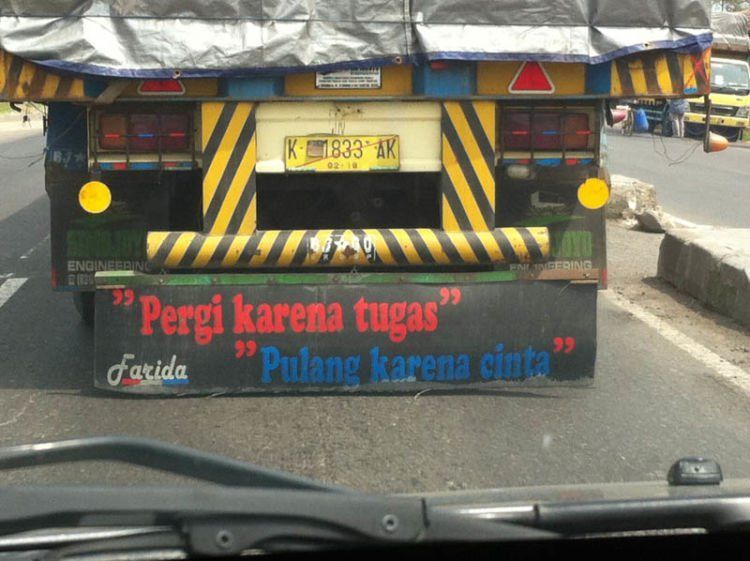 K 1833 AK
02-18
ENGINEERING
ENGINEERING
"Pergi karena tugas"
"Pulang karena cinta"
Farida